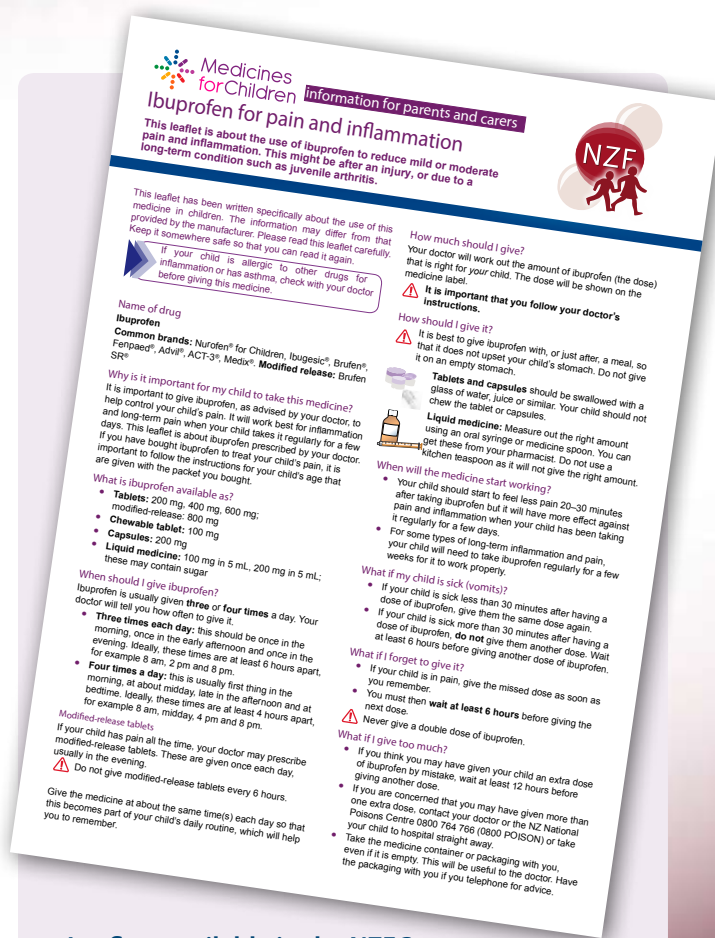 Medicines
forChildren
information for parents and carers
Ibuprofen for pain and inflammation
This leaflet is about the use of ibuprofen to reduce mild or moderate
pain and inflammation. This might be after an injury, or due to a
long-term condition such as juvenile arthritis.
NZF
This leaflet has been written specifically about the use of this
medicine in children. The information may differ from that
provided by the manufacturer. Please read this leaflet carefully.
Keep it somewhere safe so that you can read it again.
If your child is allergic to other drugs for
inflammation or has asthma, check with your doctor
before giving this medicine.
Name of drug
Ibuprofen
Common brands: Nurofen® for Children, Ibugesic®, Brufen®,
Fenpaed®, Advil®, ACT-3®, Medix®. Modified release: Brufen
SR®
Why is it important for my child to take this medicine?
It is important to give ibuprofen, as advised by your doctor, to
help control your child's pain. It will work best for inflammation
and long-term pain when your child takes it regularly for a few
days. This leaflet is about ibuprofen prescribed by your doctor.
If you have bought ibuprofen to treat your child's pain, it is
important to follow the instructions for your child's age that
are given with the packet you bought.
What is ibuprofen available as?
• Tablets: 200 mg, 400 mg, 600 mg;
modified-release: 800 mg
• Chewable tablet: 100 mg
• Capsules: 200 mg
• Liquid medicine: 100 mg in 5 mL, 200 mg in 5 mL;
these may contain sugar
When should I give ibuprofen?
Ibuprofen is usually given three or four times a day. Your
doctor will tell you how often to give it.
• Three times each day: this should be once in the
morning, once in the early afternoon and once in the
evening. Ideally, these times are at least 6 hours apart,
for example 8 am, 2 pm and 8 pm.
• Four times a day: this is usually first thing in the
morning, at about midday, late in the afternoon and at
bedtime. Ideally, these times are at least 4 hours apart,
for example 8 am, midday, 4 pm and 8 pm.
Modified-release tablets
If your child has pain all the time, your doctor may prescribe
modified-release tablets. These are given once each day,
usually in the evening.
Do not give modified-release tablets every 6 hours.
Give the medicine at about the same time(s) each day so that
this becomes part of your child's daily routine, which will help
you to remember.
How much should I give?
Your doctor will work out the amount of ibuprofen (the dose)
that is right for your child. The dose will be shown on the
medicine label.
It is important that you follow your doctor's
instructions.
How should I give it?
It is best to give ibuprofen with, or just after, a meal, so
that it does not upset your child's stomach. Do not give
it on an empty stomach.
Tablets and capsules should be swallowed with a
glass of water, juice or similar. Your child should not
chew the tablet or capsules.
Liquid medicine: Measure out the right amount
using an oral syringe or medicine spoon. You can
get these from your pharmacist. Do not use a
kitchen teaspoon as it will not give the right amount.
When will the medicine start working?
• Your child should start to feel less pain 20–30 minutes
after taking ibuprofen but it will have more effect against
pain and inflammation when your child has been taking
it regularly for a few days.
• For some types of long-term inflammation and pain,
your child will need to take ibuprofen regularly for a few
weeks for it to work properly.
What if my child is sick (vomits)?
• If your child is sick less than 30 minutes after having a
dose of ibuprofen, give them the same dose again.
• If your child is sick more than 30 minutes after having a
dose of ibuprofen, do not give them another dose. Wait
at least 6 hours before giving another dose of ibuprofen.
What if I forget to give it?
• If your child is in pain, give the missed dose as soon as
you remember.
• You must then wait at least 6 hours before giving the
next dose.
Never give a double dose of ibuprofen.
What if I give too much?
• If you think you may have given your child an extra dose
of ibuprofen by mistake, wait at least 12 hours before
giving another dose.
• If you are concerned that you may have given more than
one extra dose, contact your doctor or the NZ National
Poisons Centre 0800 764 766 (0800 POISON) or take
your child to hospital straight away.
• Take the medicine container or packaging with you,
even if it is empty. This will be useful to the doctor. Have
the packaging with you if you telephone for advice.